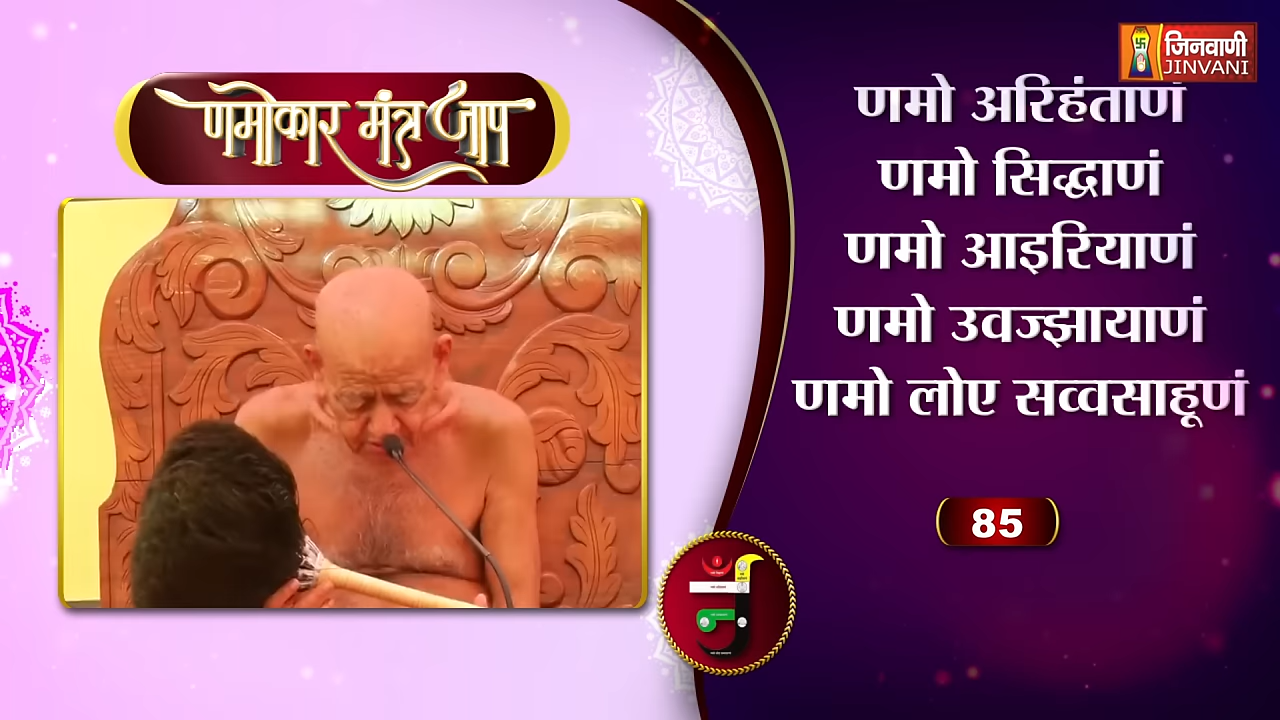 णमोकार मंत्र जाप
जिनवाणी
JINVANI
णमो अरिहंताणं
णमो सिद्धाणं
णमो आइरियाणं
णमो उवज्झायाणं
णमो लोए सव्वसाहूणं
85